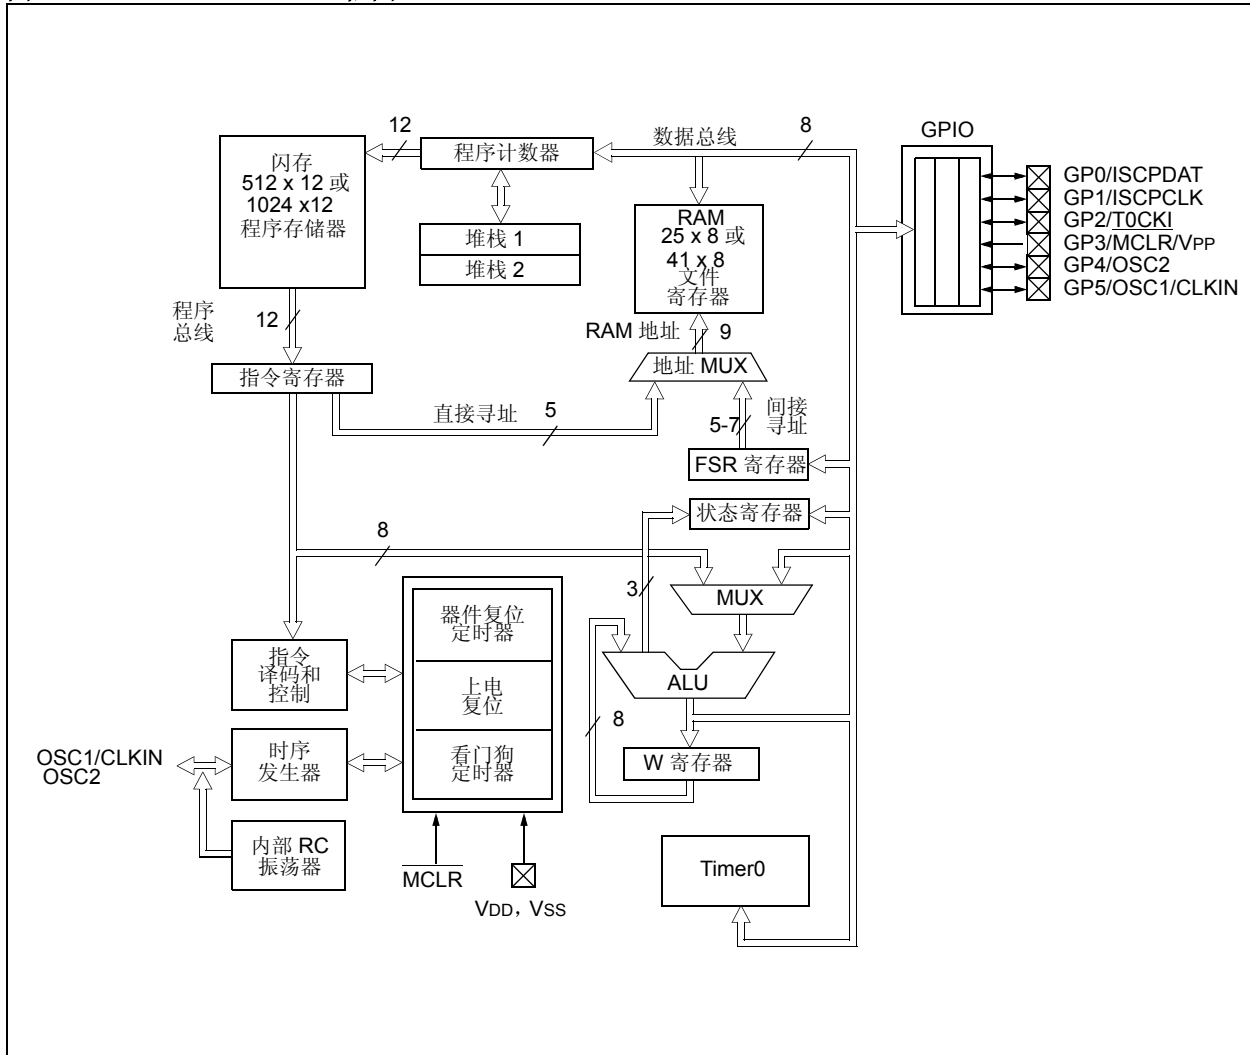 12
数据总线
8
GPIO
闪存
512 x 12 或
1024 x12
程序存储器
程序计数器
堆栈 1
堆栈 2
RAM
25 x 8 或
41 x 8
文件
寄存器
GP0/ISCPDAT
GP1/ISCPCLK
GP2/T0CKI
GP3/MCLR/VPP
GP4/OSC2
GP5/OSC1/CLKIN
程序
总线
12
RAM 地址
9
指令寄存器
地址 MUX
直接寻址
5
5-7
间接
寻址
FSR 寄存器
状态寄存器
8
3
MUX
器件复位
定时器
指令
译码和
控制
上电
复位
ALU
8
OSC1/CLKIN
OSC2
时序
发生器
看门狗
定时器
W 寄存器
内部 RC
振荡器
MCLR
VDD，VSS
Timer0